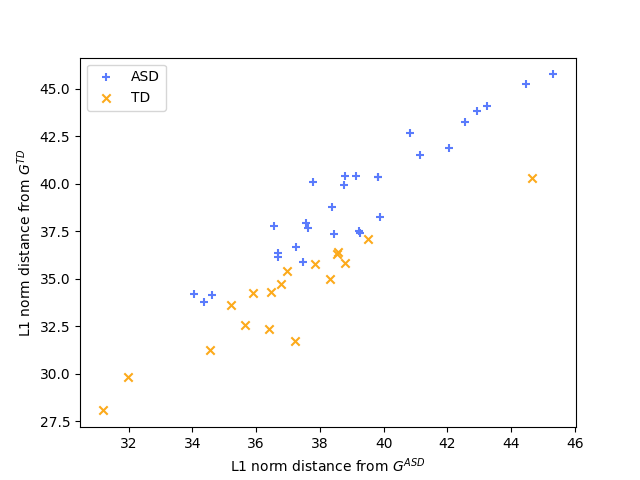 ASD
TD
45.0
42.5
40.0
37.5
35.0
32.5
30.0
27.5
L1 norm distance from G^{TD}
32 34 36 38 40 42 44 46
L1 norm distance from G^{ASD}